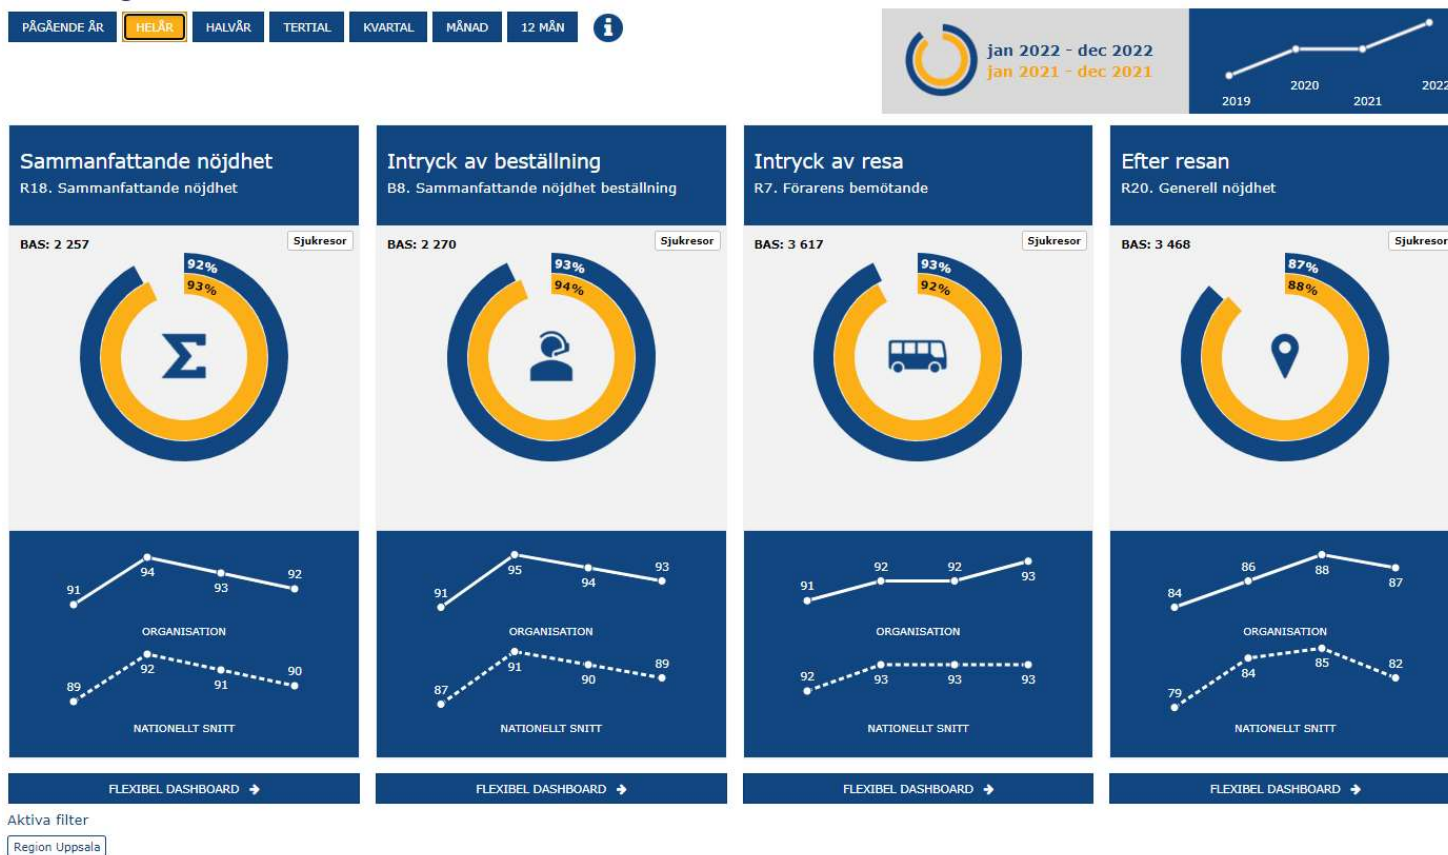 PÅGÅENDE ÅR HELÅR HALVÅR TERTIAL KVARTAL MÅNAD 12 MÅN i
jan 2022 - dec 2022
jan 2021 - dec 2021
2019 2020 2021 2022
Sammanfattande nöjdhet
R18. Sammanfattande nöjdhet
BAS: 2 257 Sjukresor
92%
93%
Σ
91 94 93 92
ORGANISATION
89 92 91 90
NATIONELLT SNITT
FLEXIBEL DASHBOARD →
Intryck av beställning
B8. Sammanfattande nöjdhet beställning
BAS: 2 270 Sjukresor
93%
94%
91 95 94 93
ORGANISATION
87 91 90 89
NATIONELLT SNITT
FLEXIBEL DASHBOARD →
Intryck av resa
R7. Förarens bemötande
BAS: 3 617 Sjukresor
93%
92%
91 92 92 93
ORGANISATION
92 93 93 93
NATIONELLT SNITT
FLEXIBEL DASHBOARD →
Efter resan
R20. Generell nöjdhet
BAS: 3 468 Sjukresor
87%
88%
84 86 88 87
ORGANISATION
79 84 85 82
NATIONELLT SNITT
FLEXIBEL DASHBOARD →
Aktiva filter
Region Uppsala